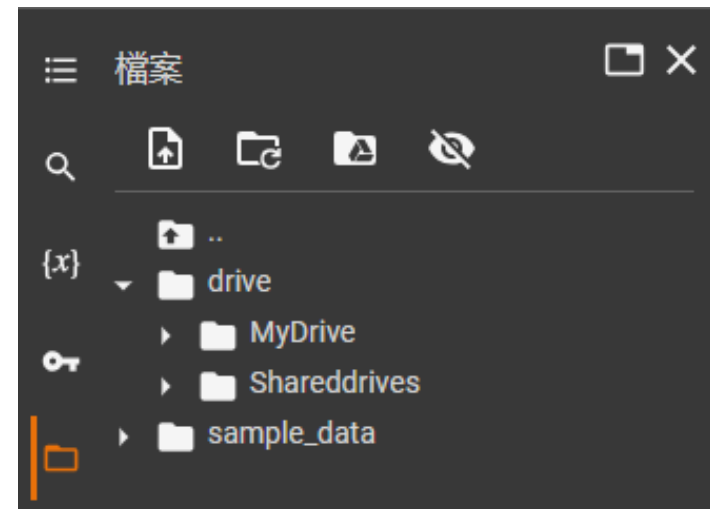 檔案
{x}
..
drive
MyDrive
Shareddrives
sample_data